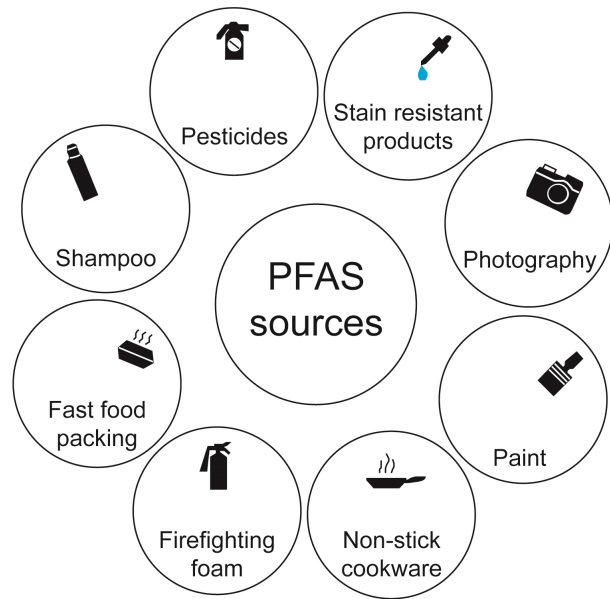 Pesticides
Stain resistant
products
Shampoo
Photography
PFAS
sources
Fast food
packing
Paint
Firefighting
foam
Non-stick
cookware